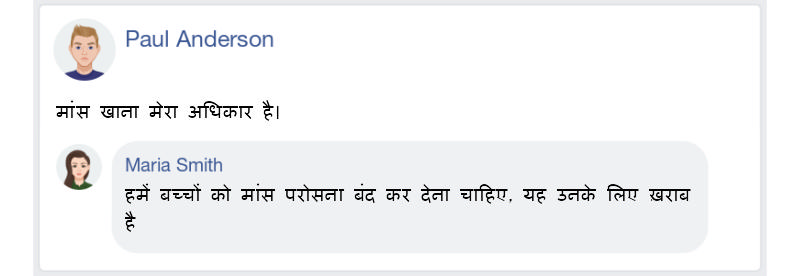 Paul Anderson
मांस खाना मेरा अधिकार है।
Maria Smith
हमें बच्चों को मांस परोसना बंद कर देना चाहिए, यह उनके लिए ख़राब
है